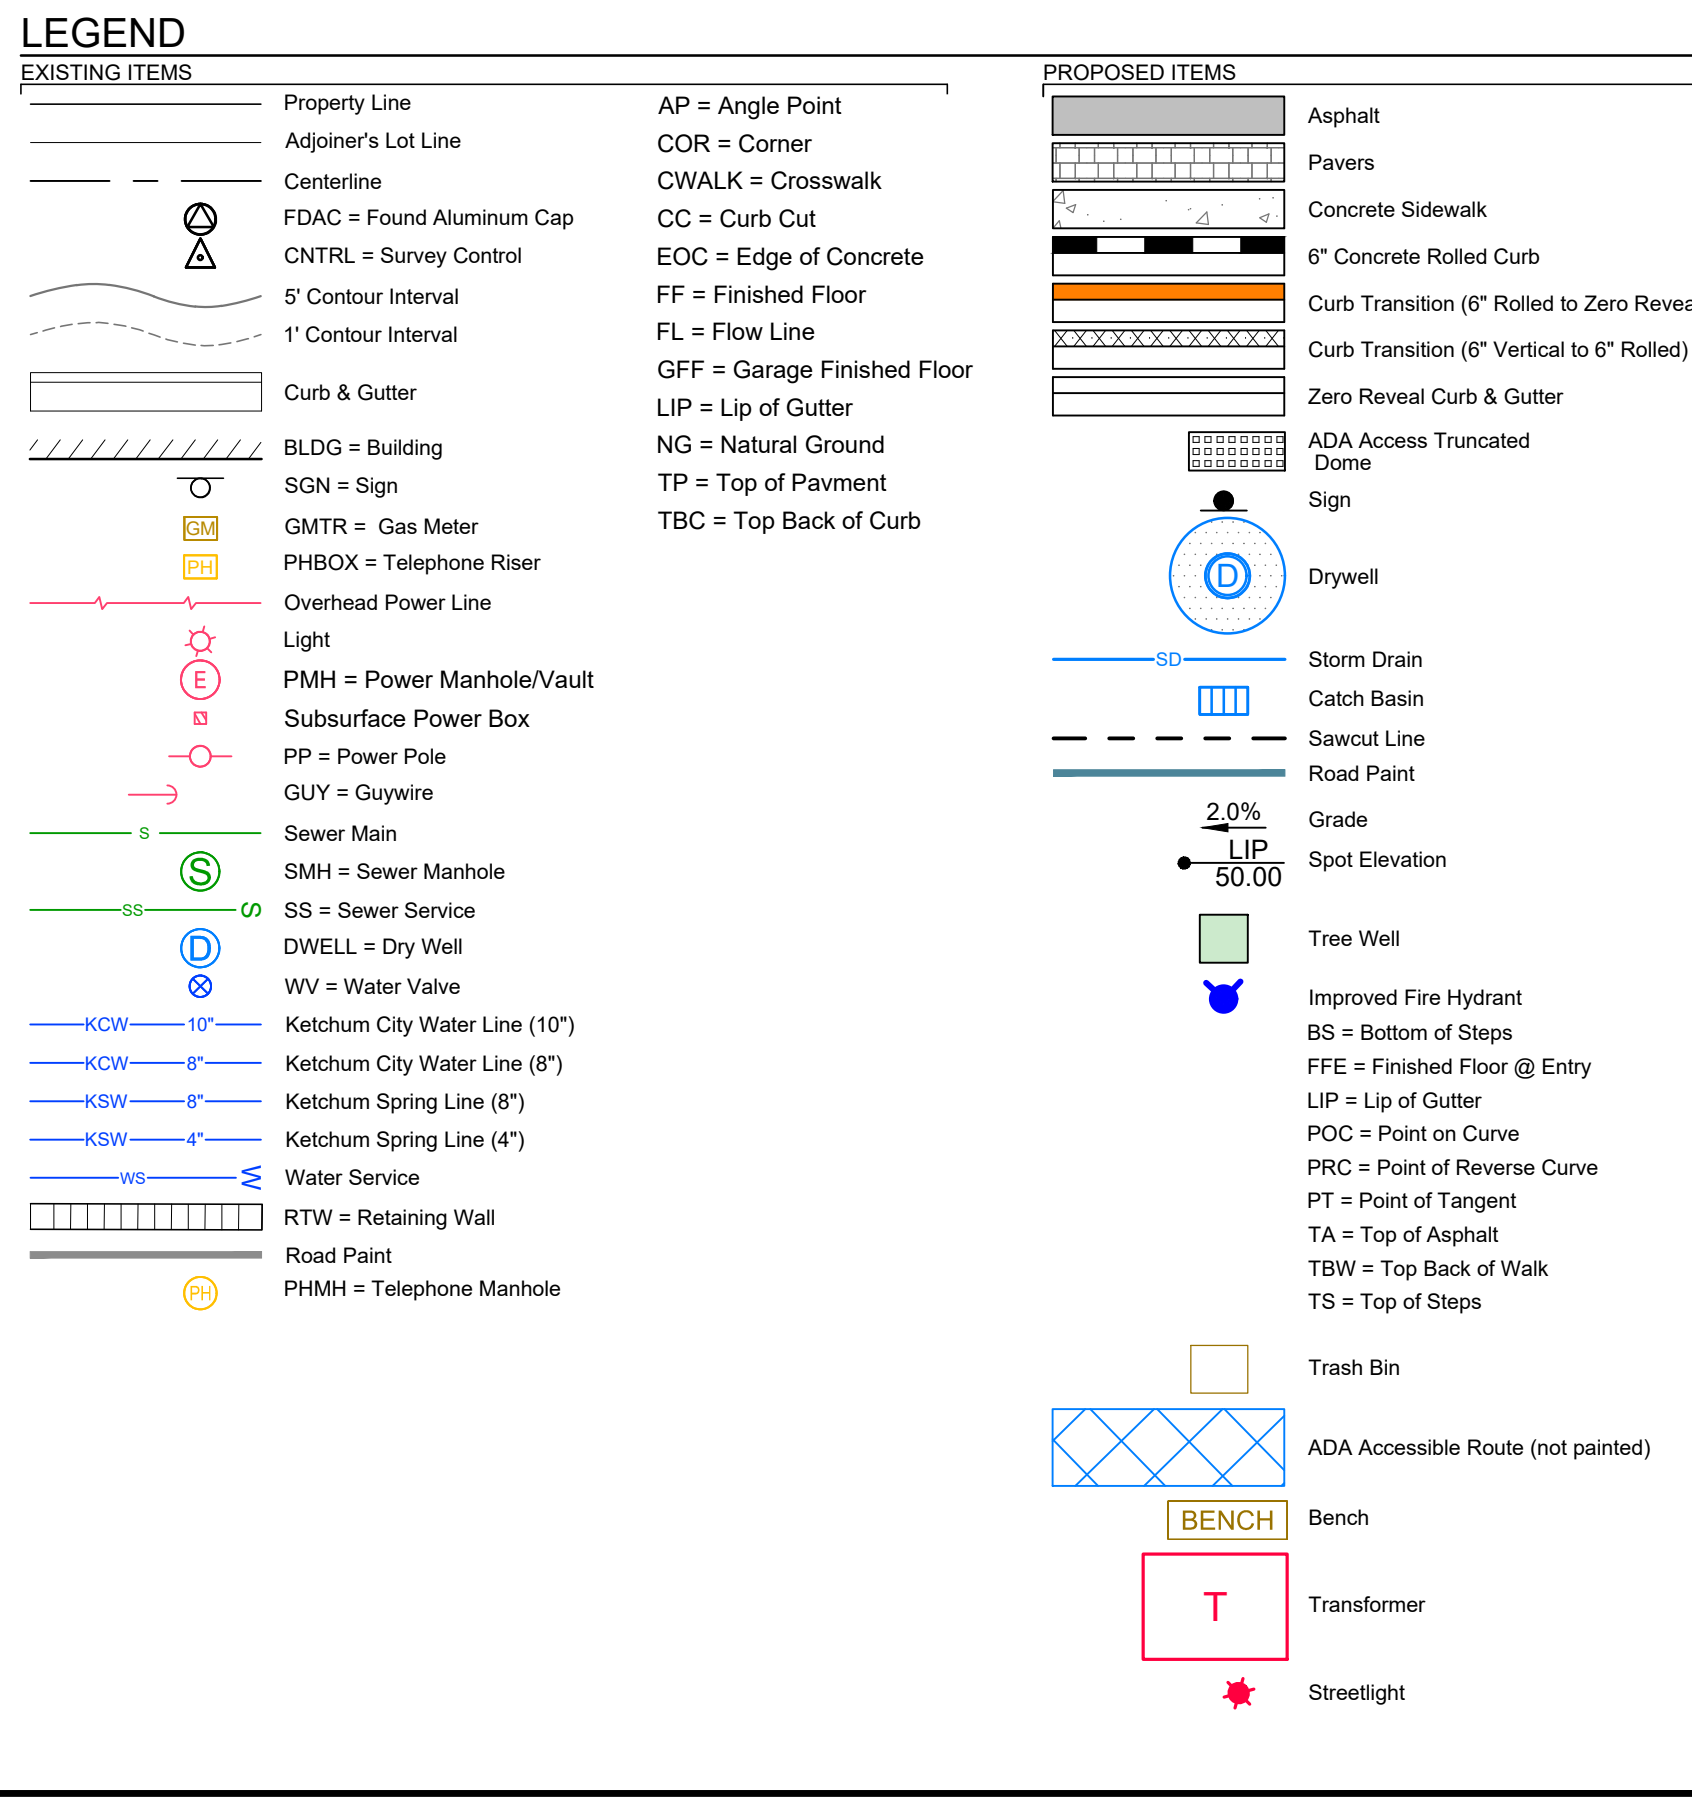 LEGEND
EXISTING ITEMS
Property Line
Adjoiner's Lot Line
Centerline
FDAC = Found Aluminum Cap
CNTRL = Survey Control
5' Contour Interval
1' Contour Interval
Curb & Gutter
BLDG = Building
SGN = Sign
GM GMTR =  Gas Meter
PH PHBOX = Telephone Riser
Overhead Power Line
Light
E PMH = Power Manhole/Vault
Subsurface Power Box
PP = Power Pole
GUY = Guywire
S Sewer Main
S SMH = Sewer Manhole
SS S SS = Sewer Service
D DWELL = Dry Well
WV = Water Valve
KCW 10" Ketchum City Water Line (10")
KCW 8" Ketchum City Water Line (8")
KSW 8" Ketchum Spring Line (8")
KSW 4" Ketchum Spring Line (4")
WS W Water Service
RTW = Retaining Wall
Road Paint
PH PHMH = Telephone Manhole
AP = Angle Point
COR = Corner
CWALK = Crosswalk
CC = Curb Cut
EOC = Edge of Concrete
FF = Finished Floor
FL = Flow Line
GFF = Garage Finished Floor
LIP = Lip of Gutter
NG = Natural Ground
TP = Top of Pavment
TBC = Top Back of Curb
PROPOSED ITEMS
Asphalt
Pavers
Concrete Sidewalk
6" Concrete Rolled Curb
Curb Transition (6" Rolled to Zero Revea
Curb Transition (6" Vertical to 6" Rolled)
Zero Reveal Curb & Gutter
ADA Access Truncated
Dome
Sign
D Drywell
SD Storm Drain
Catch Basin
Sawcut Line
Road Paint
2.0% Grade
LIP
50.00 Spot Elevation
Tree Well
Improved Fire Hydrant
BS = Bottom of Steps
FFE = Finished Floor @ Entry
LIP = Lip of Gutter
POC = Point on Curve
PRC = Point of Reverse Curve
PT = Point of Tangent
TA = Top of Asphalt
TBW = Top Back of Walk
TS = Top of Steps
Trash Bin
ADA Accessible Route (not painted)
BENCH Bench
T Transformer
Streetlight